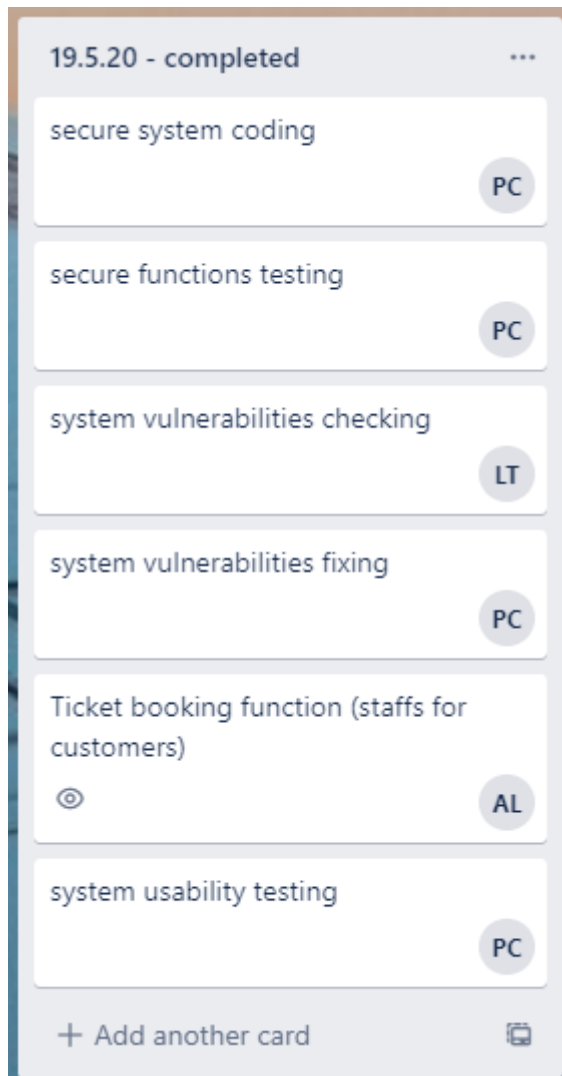 19.5.20 - completed
secure system coding
PC
secure functions testing
PC
system vulnerabilities checking
LT
system vulnerabilities fixing
PC
Ticket booking function (staffs for
customers)
AL
system usability testing
PC
+ Add another card